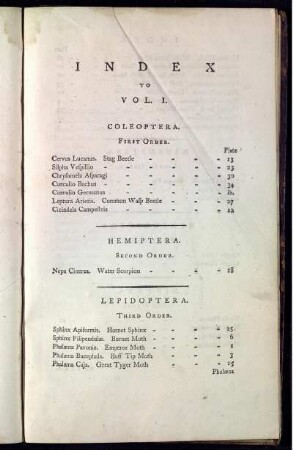 INDEX
TO
VOL. I.
COLEOPTERA.
FIRST ORDER.
Plate
Cervus Lucanus. Stag Beetle - - - - 13
Silpha Vespillio - - - - - 23
Chrysomela Asparagi - - - - 30
Curculio Bachus - - - - - 34
Curculio Germanus - - - - - ib.
Leptura Arietis. Common Wasp Beetle - - - 27
Cicindela Campestris - - - - 12
HEMIPTERA.
SECOND ORDER.
Nepa Cinerea. Water Scorpion - - - - 18
LEPIDOPTERA.
THIRD ORDER.
Sphinx Apiformis. Hornet Sphinx - - - - 25
Sphinx Filipendulæ. Burnet Moth - - - - 6
Phalæna Pavonia. Emperor Moth - - - - 1
Phalæna Bucephala. Buff Tip Moth - - - - 3
Phalæna Caja. Great Tyger Moth - - - - 15
Phalæna